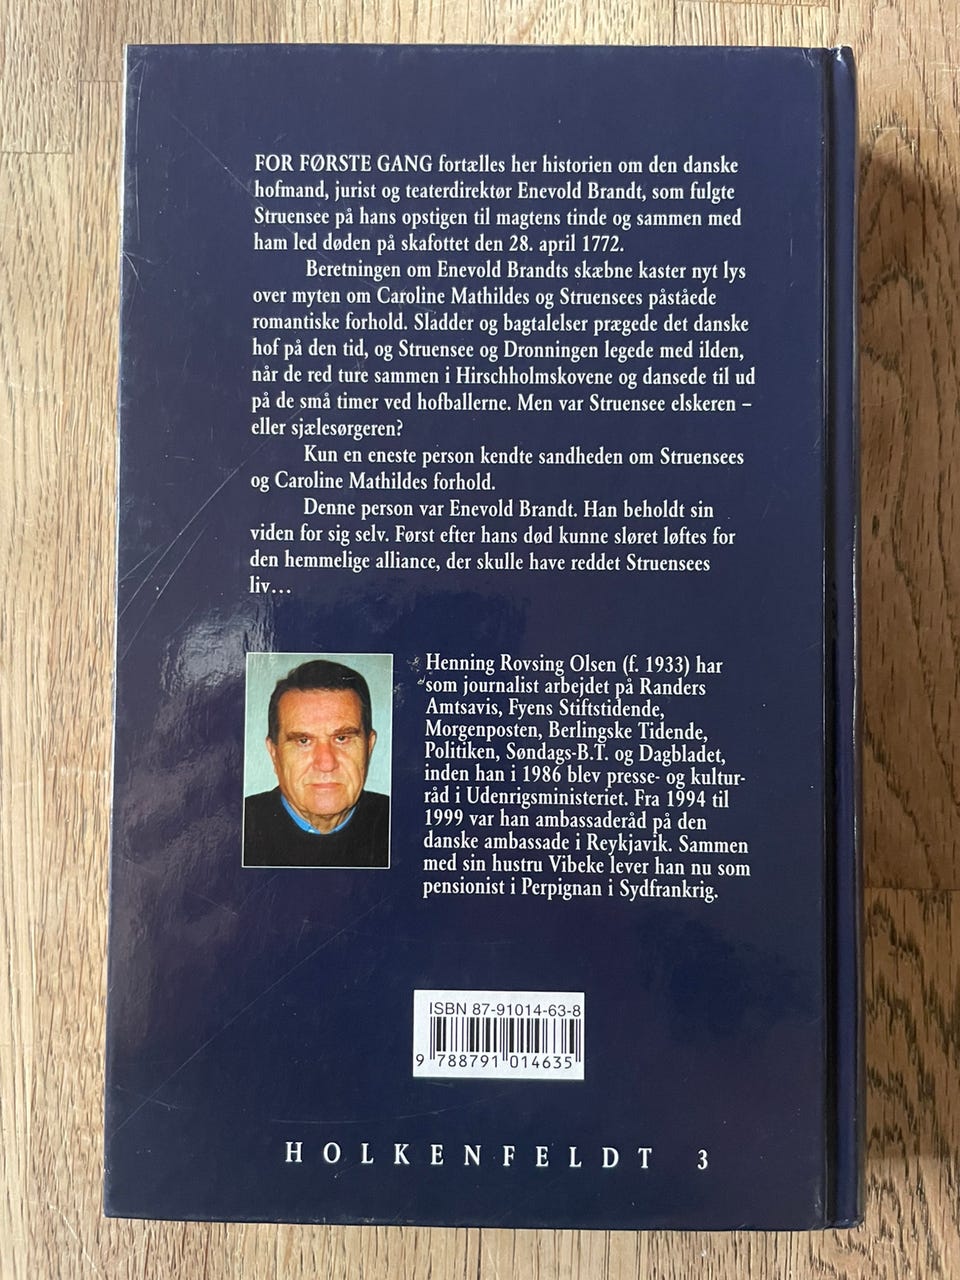 FOR FØRSTE GANG fortælles her historien om den danske
hofmand, jurist og teaterdirektør Enevold Brandt, som fulgte
Struensee på hans opstigen til magtens tinde og sammen med
ham led døden på skafottet den 28. april 1772.
Beretningen om Enevold Brandts skæbne kaster nyt lys
over myten om Caroline Mathildes og Struensees påståede
romantiske forhold. Sladder og bagtalelser prægede det danske
hof på den tid, og Struensee og Dronningen legede med ilden,
når de red ture sammen i Hirschholmskovene og dansede til ud
på de små timer ved hofballerne. Men var Struensee elskeren –
eller sjælesørgeren?
Kun en eneste person kendte sandheden om Struensees
og Caroline Mathildes forhold.
Denne person var Enevold Brandt. Han beholdt sin
viden for sig selv. Først efter hans død kunne sløret løftes for
den hemmelige alliance, der skulle have reddet Struensees
liv…
Henning Rovsing Olsen (f. 1933) har
som journalist arbejdet på Randers
Amtsavis, Fyens Stiftstidende,
Morgenposten, Berlingske Tidende,
Politiken, Søndags-B.T. og Dagbladet,
inden han i 1986 blev presse- og kultur-
råd i Udenrigsministeriet. Fra 1994 til
1999 var han ambassaderåd på den
danske ambassade i Reykjavik. Sammen
med sin hustru Vibeke lever han nu som
pensionist i Perpignan i Sydfrankrig.
ISBN 87-91014-63-8
9 788791 014635
HOLKENFELDT 3